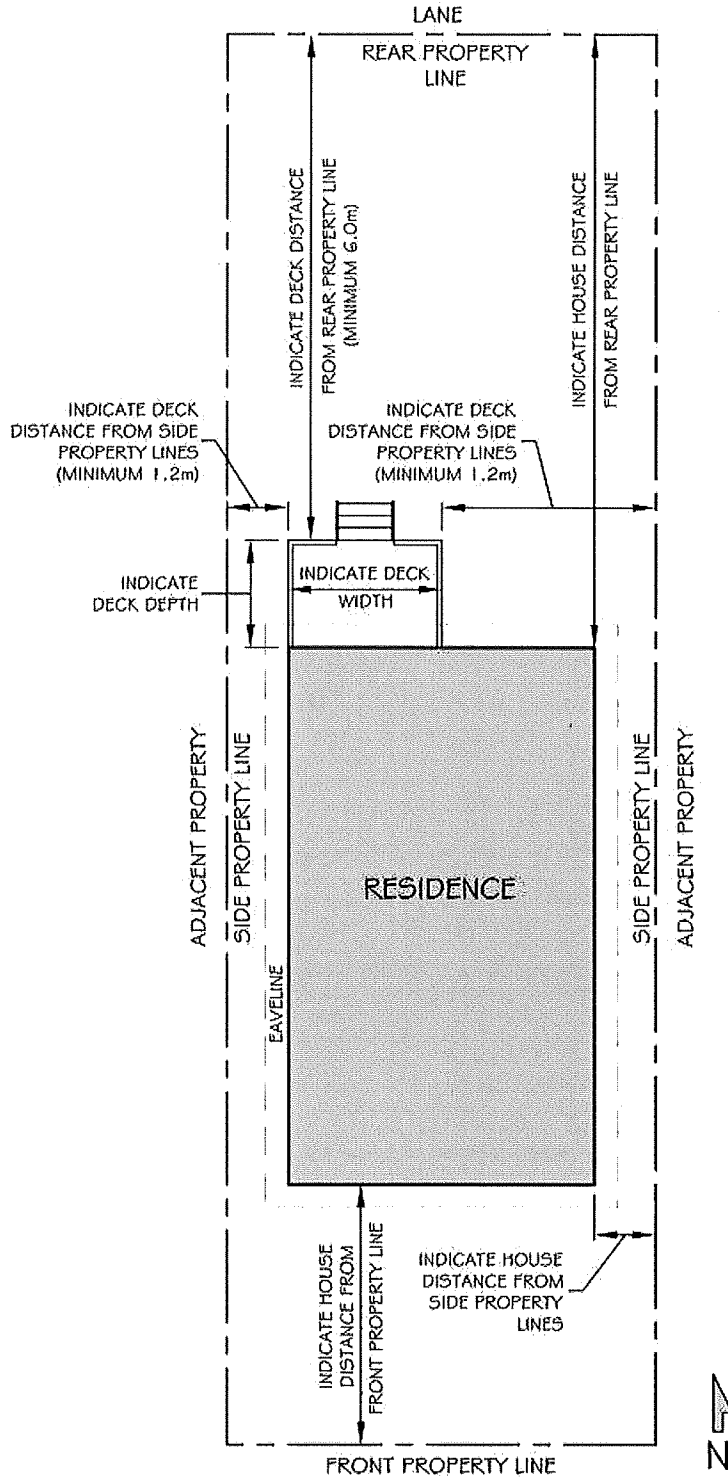 LANE
REAR PROPERTY
LINE
INDICATE DECK DISTANCE
FROM REAR PROPERTY LINE
(MINIMUM 6.0m)
INDICATE HOUSE DISTANCE
FROM REAR PROPERTY LINE
INDICATE DECK
DISTANCE FROM SIDE
PROPERTY LINES
(MINIMUM 1.2m)
INDICATE DECK
DISTANCE FROM SIDE
PROPERTY LINES
(MINIMUM 1.2m)
INDICATE
DECK DEPTH
INDICATE DECK
WIDTH
ADJACENT PROPERTY
SIDE PROPERTY LINE
EAVELINE
RESIDENCE
SIDE PROPERTY LINE
ADJACENT PROPERTY
INDICATE HOUSE
DISTANCE FROM
FRONT PROPERTY LINE
INDICATE HOUSE
DISTANCE FROM
SIDE PROPERTY
LINES
N
FRONT PROPERTY LINE